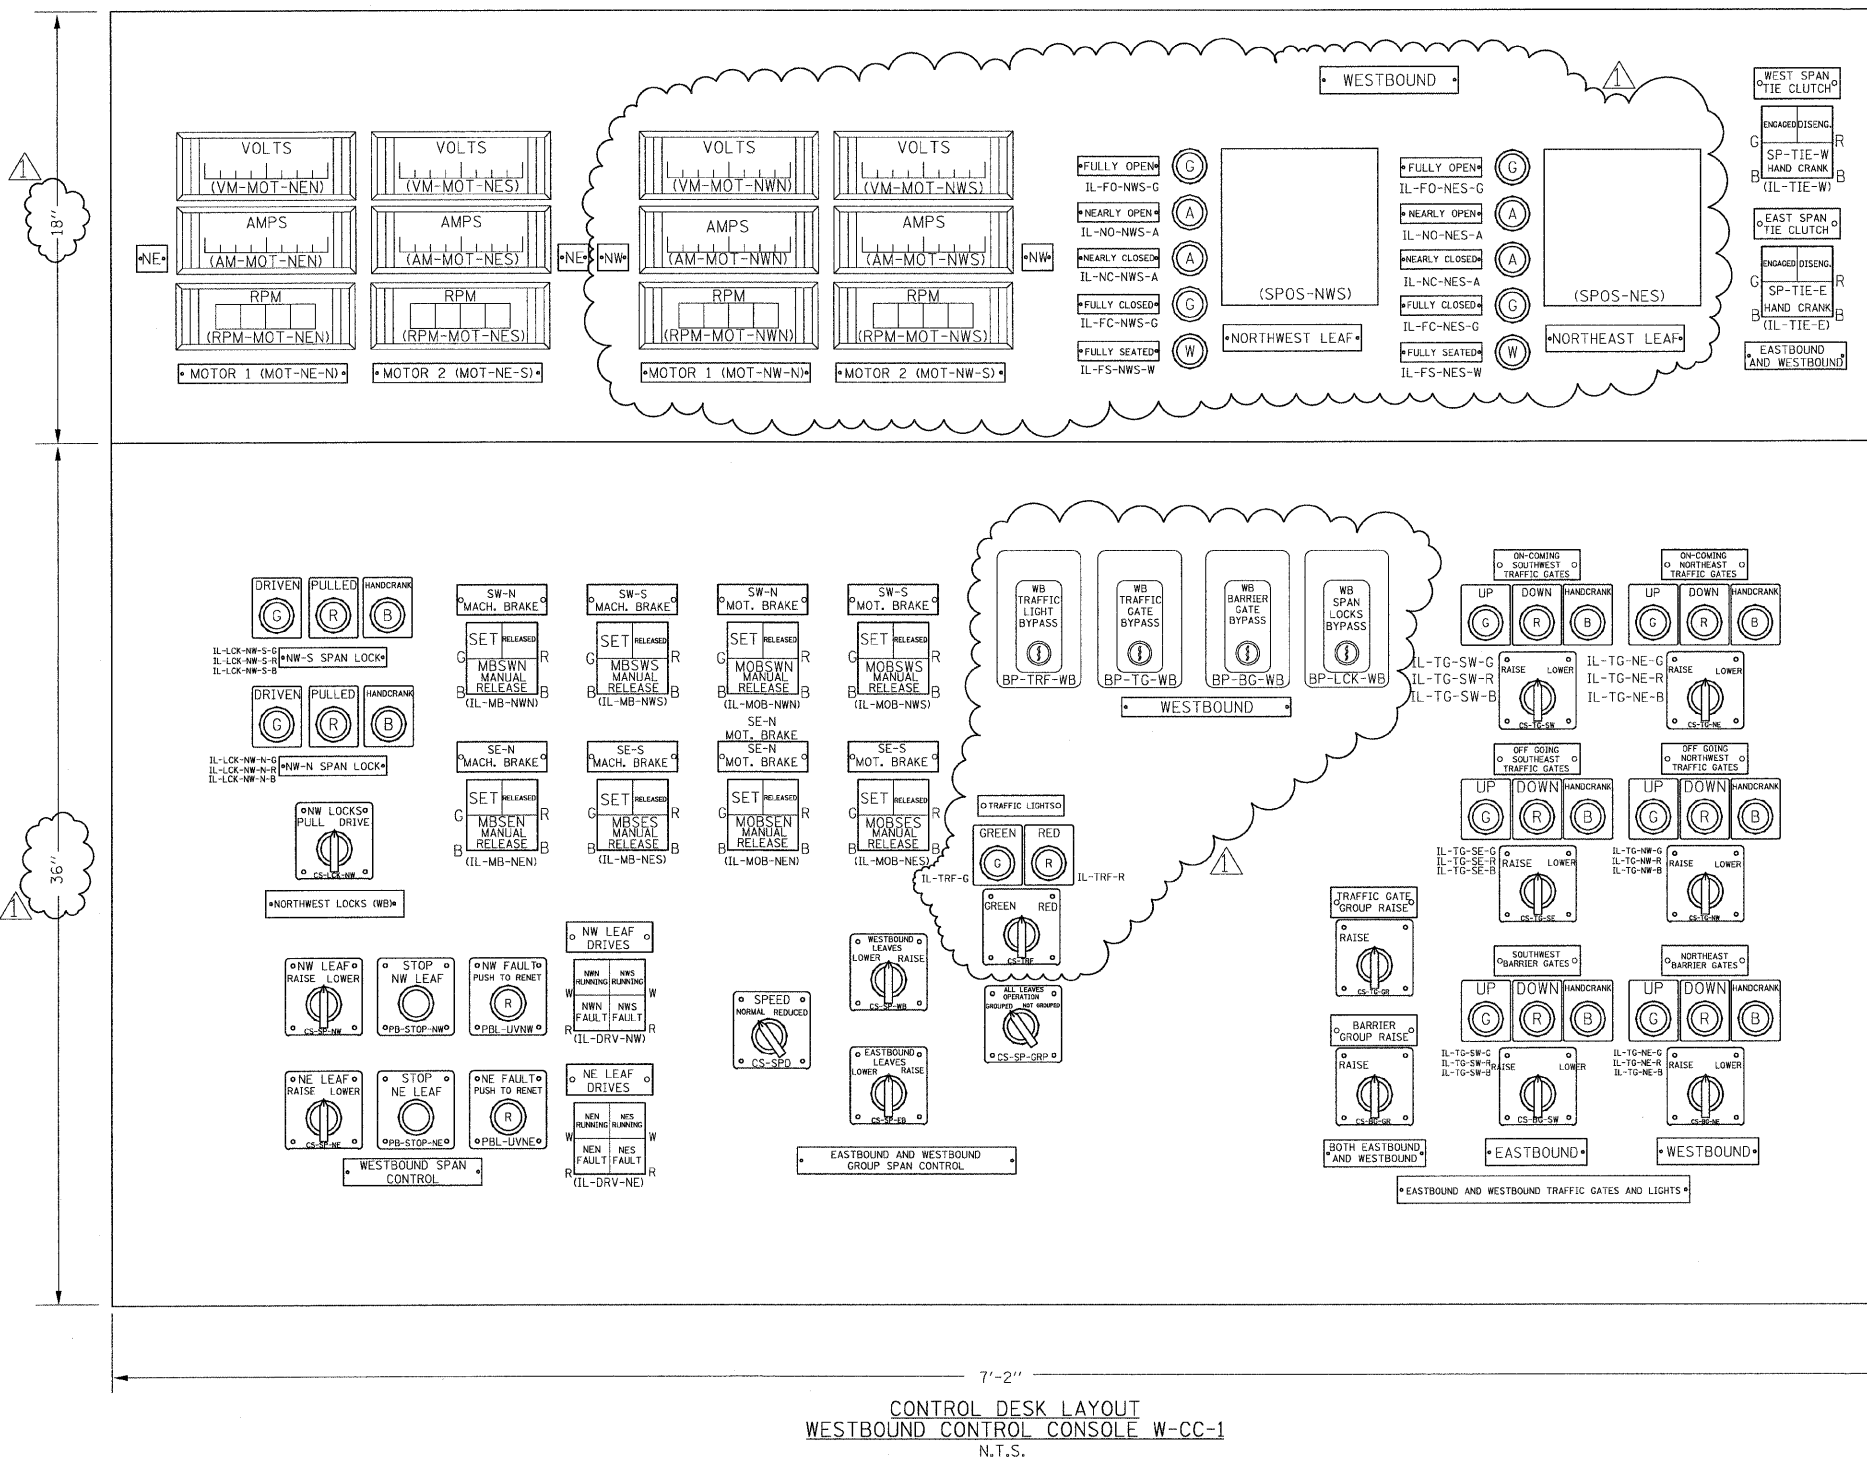 WESTBOUND
1
WEST SPAN
TIE CLUTCH
ENGAGED DISENG.
G R
SP-TIE-W
HAND CRANK
B B
(IL-TIE-W)
EAST SPAN
TIE CLUTCH
ENGAGED DISENG.
G R
SP-TIE-E
HAND CRANK
B B
(IL-TIE-E)
EASTBOUND
AND WESTBOUND
1
18"
NE
VOLTS
(VM-MOT-NEN)
AMPS
(AM-MOT-NEN)
RPM
(RPM-MOT-NEN)
MOTOR 1 (MOT-NE-N)
VOLTS
(VM-MOT-NES)
AMPS
(AM-MOT-NES)
RPM
(RPM-MOT-NES)
MOTOR 2 (MOT-NE-S)
NE
NW
VOLTS
(VM-MOT-NWN)
AMPS
(AM-MOT-NWN)
RPM
(RPM-MOT-NWN)
MOTOR 1 (MOT-NW-N)
VOLTS
(VM-MOT-NWS)
AMPS
(AM-MOT-NWS)
RPM
(RPM-MOT-NWS)
MOTOR 2 (MOT-NW-S)
NW
FULLY OPEN G
IL-FO-NWS-G
NEARLY OPEN A
IL-NO-NWS-A
NEARLY CLOSED A
IL-NC-NWS-A
FULLY CLOSED G
IL-FC-NWS-G
FULLY SEATED W
IL-FS-NWS-W
(SPOS-NWS)
NORTHWEST LEAF
FULLY OPEN G
IL-FO-NES-G
NEARLY OPEN A
IL-NO-NES-A
NEARLY CLOSED A
IL-NC-NES-A
FULLY CLOSED G
IL-FC-NES-G
FULLY SEATED W
IL-FS-NES-W
(SPOS-NES)
NORTHEAST LEAF
36"
1
DRIVEN PULLED HANDCRANK
G R B
IL-LCK-NW-S-G
IL-LCK-NW-S-R
IL-LCK-NW-S-B
NW-S SPAN LOCK
DRIVEN PULLED HANDCRANK
G R B
IL-LCK-NW-N-G
IL-LCK-NW-N-R
IL-LCK-NW-N-B
NW-N SPAN LOCK
NW LOCKS
PULL DRIVE
CS-LCK-NW
NORTHWEST LOCKS (WB)
SW-N
MACH. BRAKE
SET RELEASED
G R
MBSWN
MANUAL
RELEASE
B B
(IL-MB-NWN)
SW-S
MACH. BRAKE
SET RELEASED
G R
MBSWS
MANUAL
RELEASE
B B
(IL-MB-NWS)
SW-N
MOT. BRAKE
SET RELEASED
G R
MOBSWN
MANUAL
RELEASE
B B
(IL-MOB-NWN)
SW-S
MOT. BRAKE
SET RELEASED
G R
MOBSWS
MANUAL
RELEASE
B B
(IL-MOB-NWS)
SE-N
MACH. BRAKE
SET RELEASED
G R
MBSEN
MANUAL
RELEASE
B B
(IL-MB-NEN)
SE-S
MACH. BRAKE
SET RELEASED
G R
MBSES
MANUAL
RELEASE
B B
(IL-MB-NES)
SE-N
MOT. BRAKE
SE-N
MOT. BRAKE
SET RELEASED
G R
MOBSEN
MANUAL
RELEASE
B B
(IL-MOB-NEN)
SE-S
MOT. BRAKE
SET RELEASED
G R
MOBSES
MANUAL
RELEASE
B B
(IL-MOB-NES)
WB
TRAFFIC
LIGHT
BYPASS
BP-TRF-WB
WB
TRAFFIC
GATE
BYPASS
BP-TG-WB
WB
BARRIER
GATE
BYPASS
BP-BG-WB
WB
SPAN
LOCKS
BYPASS
BP-LCK-WB
WESTBOUND
TRAFFIC LIGHTS
GREEN RED
G R
IL-TRF-G IL-TRF-R
GREEN RED
CS-TRF
1
ON-COMING
SOUTHWEST
TRAFFIC GATES
UP DOWN HANDCRANK
G R B
IL-TG-SW-G
IL-TG-SW-R
IL-TG-SW-B
RAISE LOWER
CS-TG-SW
ON-COMING
NORTHEAST
TRAFFIC GATES
UP DOWN HANDCRANK
G R B
IL-TG-NE-G
IL-TG-NE-R
IL-TG-NE-B
RAISE LOWER
CS-TG-NE
OFF GOING
SOUTHEAST
TRAFFIC GATES
UP DOWN HANDCRANK
G R B
IL-TG-SE-G
IL-TG-SE-R
IL-TG-SE-B
RAISE LOWER
CS-TG-SE
OFF GOING
NORTHWEST
TRAFFIC GATES
UP DOWN HANDCRANK
G R B
IL-TG-NW-G
IL-TG-NW-R
IL-TG-NW-B
RAISE LOWER
CS-TG-NW
NW LEAF
RAISE LOWER
CS-SP-NW
STOP
NW LEAF
PB-STOP-NW
NW FAULT
PUSH TO RENET
R
PBL-UVNW
NW LEAF
DRIVES
NWN RUNNING NWS RUNNING
W W
NWN FAULT NWS FAULT
R R
(IL-DRV-NW)
NE LEAF
RAISE LOWER
CS-SP-NE
STOP
NE LEAF
PB-STOP-NE
NE FAULT
PUSH TO RENET
R
PBL-UVNE
NE LEAF
DRIVES
NEN RUNNING NES RUNNING
W W
NEN FAULT NES FAULT
R R
(IL-DRV-NE)
WESTBOUND SPAN
CONTROL
SPEED
NORMAL REDUCED
CS-SPD
WESTBOUND
LEAVES
LOWER RAISE
CS-SP-WB
EASTBOUND
LEAVES
LOWER RAISE
CS-SP-EB
ALL LEAVES
OPERATION
GROUPED NOT GROUPED
CS-SP-GRP
EASTBOUND AND WESTBOUND
GROUP SPAN CONTROL
TRAFFIC GATE
GROUP RAISE
RAISE
CS-TG-GR
BARRIER
GROUP RAISE
RAISE
CS-BG-GR
BOTH EASTBOUND
AND WESTBOUND
SOUTHWEST
BARRIER GATES
UP DOWN HANDCRANK
G R B
IL-TG-SW-G
IL-TG-SW-R
IL-TG-SW-B
RAISE LOWER
CS-BG-SW
EASTBOUND
NORTHEAST
BARRIER GATES
UP DOWN HANDCRANK
G R B
IL-TG-NE-G
IL-TG-NE-R
IL-TG-NE-B
RAISE LOWER
CS-BG-NE
WESTBOUND
EASTBOUND AND WESTBOUND TRAFFIC GATES AND LIGHTS
7'-2"
CONTROL DESK LAYOUT
WESTBOUND CONTROL CONSOLE W-CC-1
N.T.S.